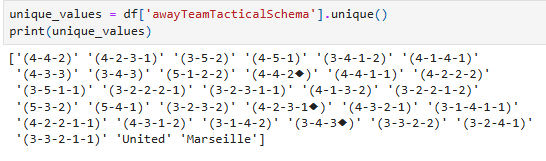 unique_values = df['awayTeamTacticalSchema'].unique()
print(unique_values)
['(4-4-2)' '(4-2-3-1)' '(3-5-2)' '(4-5-1)' '(3-4-1-2)' '(4-1-4-1)'
'(4-3-3)' '(3-4-3)' '(5-1-2-2)' '(4-4-2◆)' '(4-4-1-1)' '(4-2-2-2)'
'(3-5-1-1)' '(3-2-2-2-1)' '(3-2-3-1-1)' '(4-1-3-2)' '(3-2-2-1-2)'
'(5-3-2)' '(5-4-1)' '(3-2-3-2)' '(4-2-3-1◆)' '(4-3-2-1)' '(3-1-4-1-1)'
'(4-2-2-1-1)' '(4-3-1-2)' '(3-1-4-2)' '(3-4-3◆)' '(3-3-2-2)' '(3-2-4-1)'
'(3-3-2-1-1)' 'United' 'Marseille']